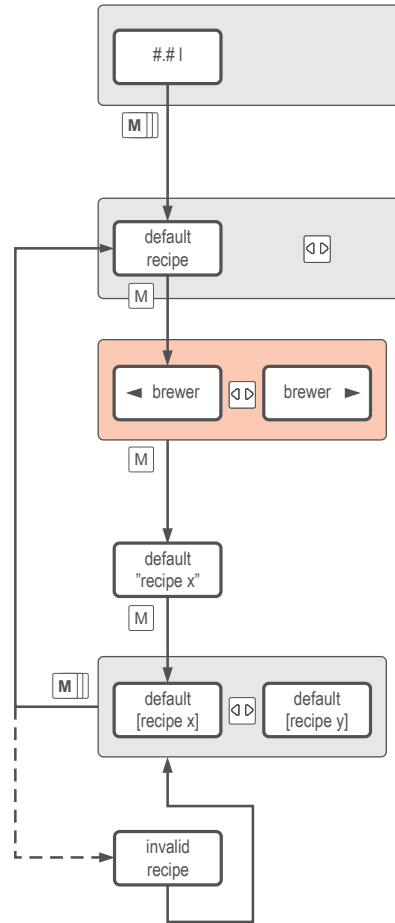 #.# l
M
default
recipe
M
◄ brewer
brewer ►
M
default
"recipe x"
M
M
default
[recipe x]
default
[recipe y]
invalid
recipe